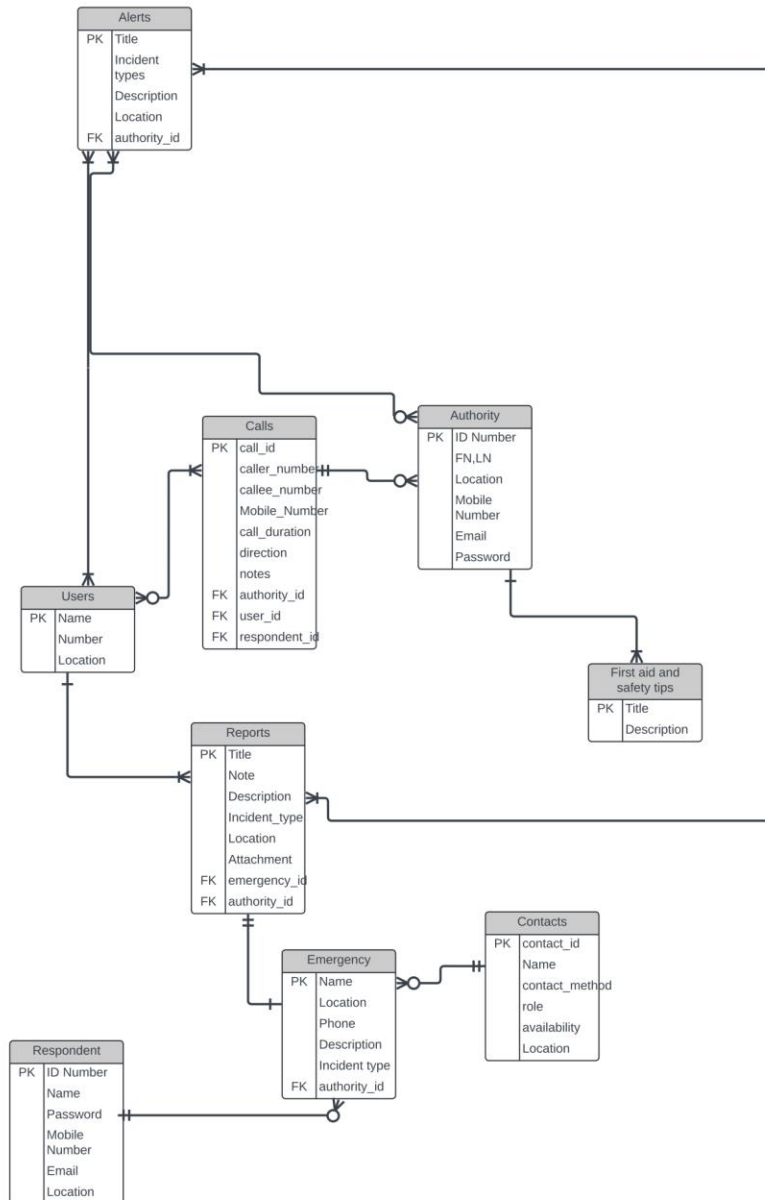 Alerts
PK Title
Incident
types
Description
Location
FK authority_id
Authority
PK ID Number
FN,LN
Location
Mobile
Number
Email
Password
Calls
PK call_id
caller_number
callee_number
Mobile_Number
call_duration
direction
notes
FK authority_id
FK user_id
FK respondent_id
Users
PK Name
Number
Location
First aid and
safety tips
PK Title
Description
Reports
PK Title
Note
Description
Incident_type
Location
Attachment
FK emergency_id
FK authority_id
Contacts
PK contact_id
Name
contact_method
role
availability
Location
Emergency
PK Name
Location
Phone
Description
Incident type
FK authority_id
Respondent
PK ID Number
Name
Password
Mobile
Number
Email
Location